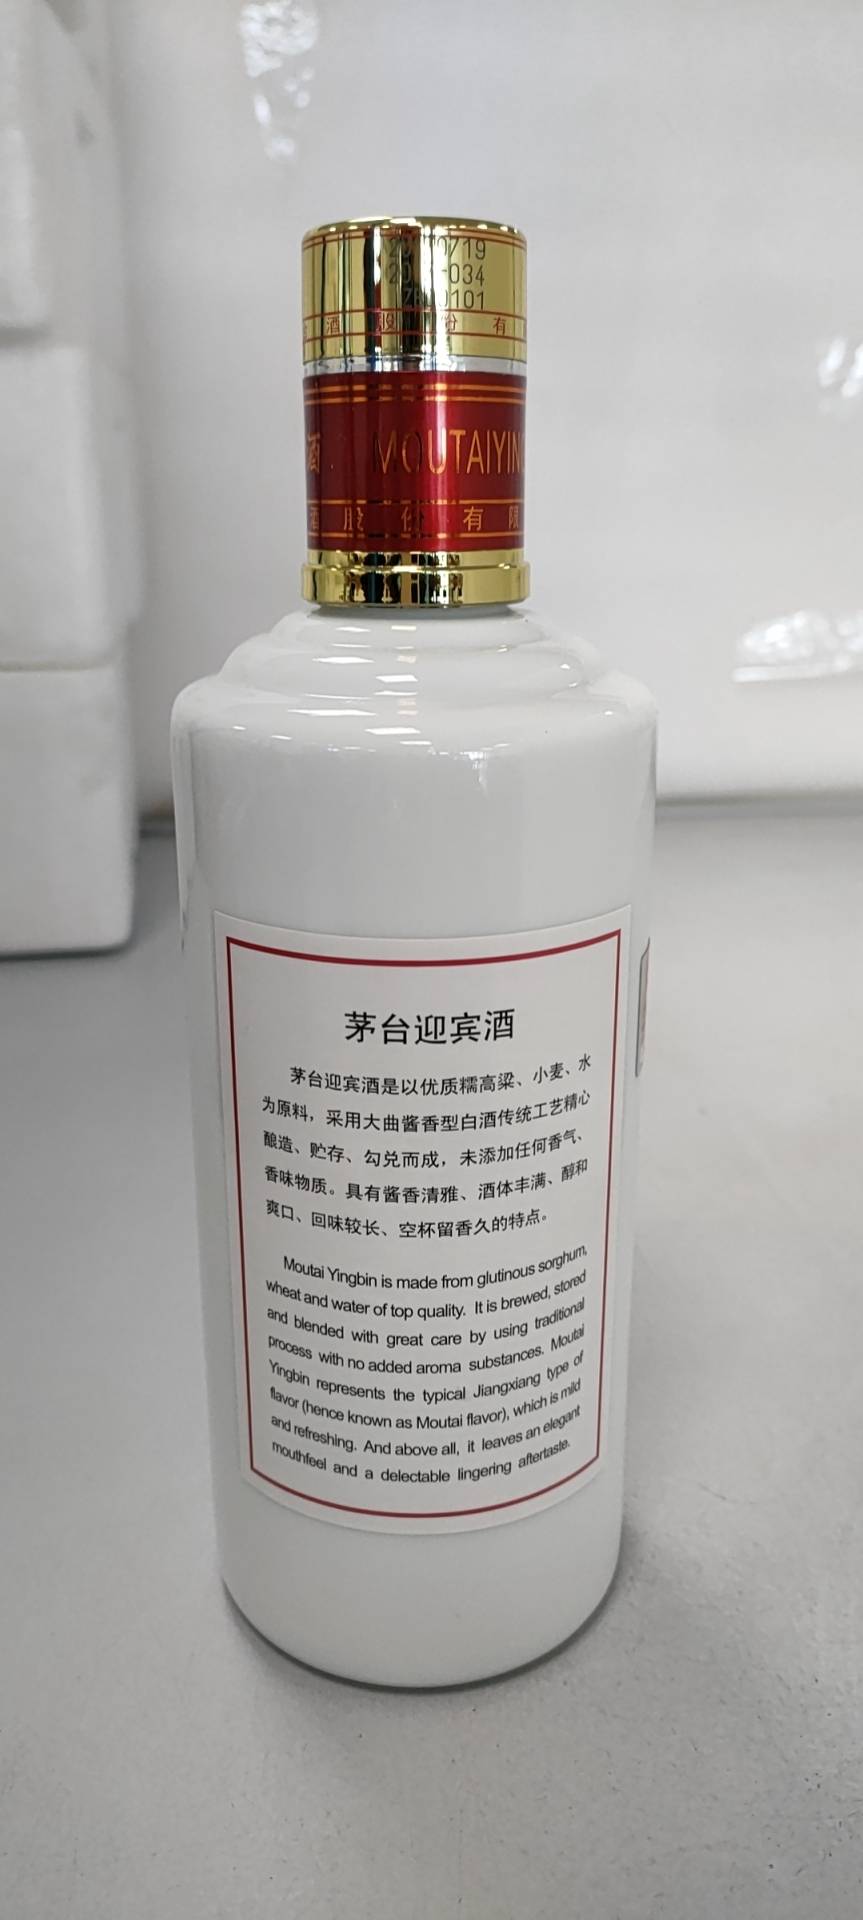 0719
034
0101
酒 股 份 有
酒 MOUTAIYIN
酒 股 份 有 限
茅台迎宾酒
茅台迎宾酒是以优质糯高粱、小麦、水
为原料，采用大曲酱香型白酒传统工艺精心
酿造、贮存、勾兑而成，未添加任何香气、
香味物质。具有酱香清雅、酒体丰满、醇和
爽口、回味较长、空杯留香久的特点。
Moutai Yingbin is made from glutinous sorghum,
wheat and water of top quality. It is brewed, stored
and blended with great care by using traditional
process with no added aroma substances. Moutai
Yingbin represents the typical Jiangxiang type of
flavor (hence known as Moutai flavor), which is mild
and refreshing. And above all, it leaves an elegant
mouthfeel and a delectable lingering aftertaste.